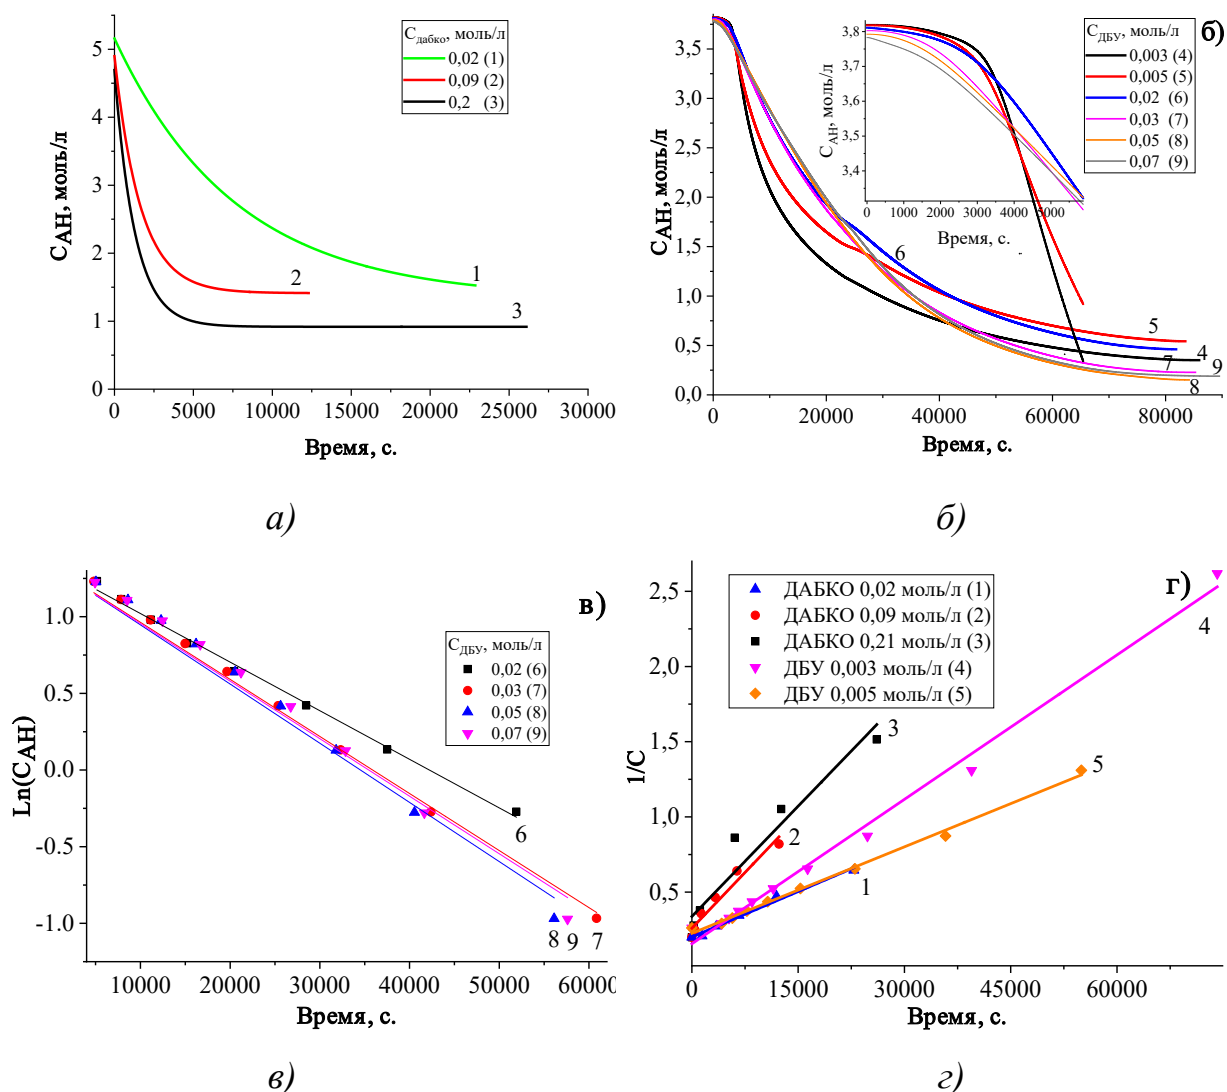 а)
C_дабко, моль/л
0,02 (1)
0,09 (2)
0,2 (3)
C_АН, моль/л
5
4
3
2
1
0
1
2
3
0 5000 10000 15000 20000 25000 30000
Время, с.
а)
б)
C_ДБУ, моль/л
0,003 (4)
0,005 (5)
0,02 (6)
0,03 (7)
0,05 (8)
0,07 (9)
C_АН, моль/л
3,5
3,0
2,5
2,0
1,5
1,0
0,5
0,0
C_АН, моль/л
3,8
3,7
3,6
3,5
3,4
0 1000 2000 3000 4000 5000
Время, с.
6
5
4
7
9
8
0 20000 40000 60000 80000
Время, с.
б)
в)
C_ДБУ, моль/л
0,02 (6)
0,03 (7)
0,05 (8)
0,07 (9)
Ln(C_АН)
1.0
0.5
0.0
-0.5
-1.0
6
8 9 7
10000 20000 30000 40000 50000 60000
Время, с.
в)
г)
ДАБКО 0,02 моль/л (1)
ДАБКО 0,09 моль/л (2)
ДАБКО 0,21 моль/л (3)
ДБУ 0,003 моль/л (4)
ДБУ 0,005 моль/л (5)
1/C
2,5
2,0
1,5
1,0
0,5
4
3
5
2
1
0 15000 30000 45000 60000
Время, с.
г)